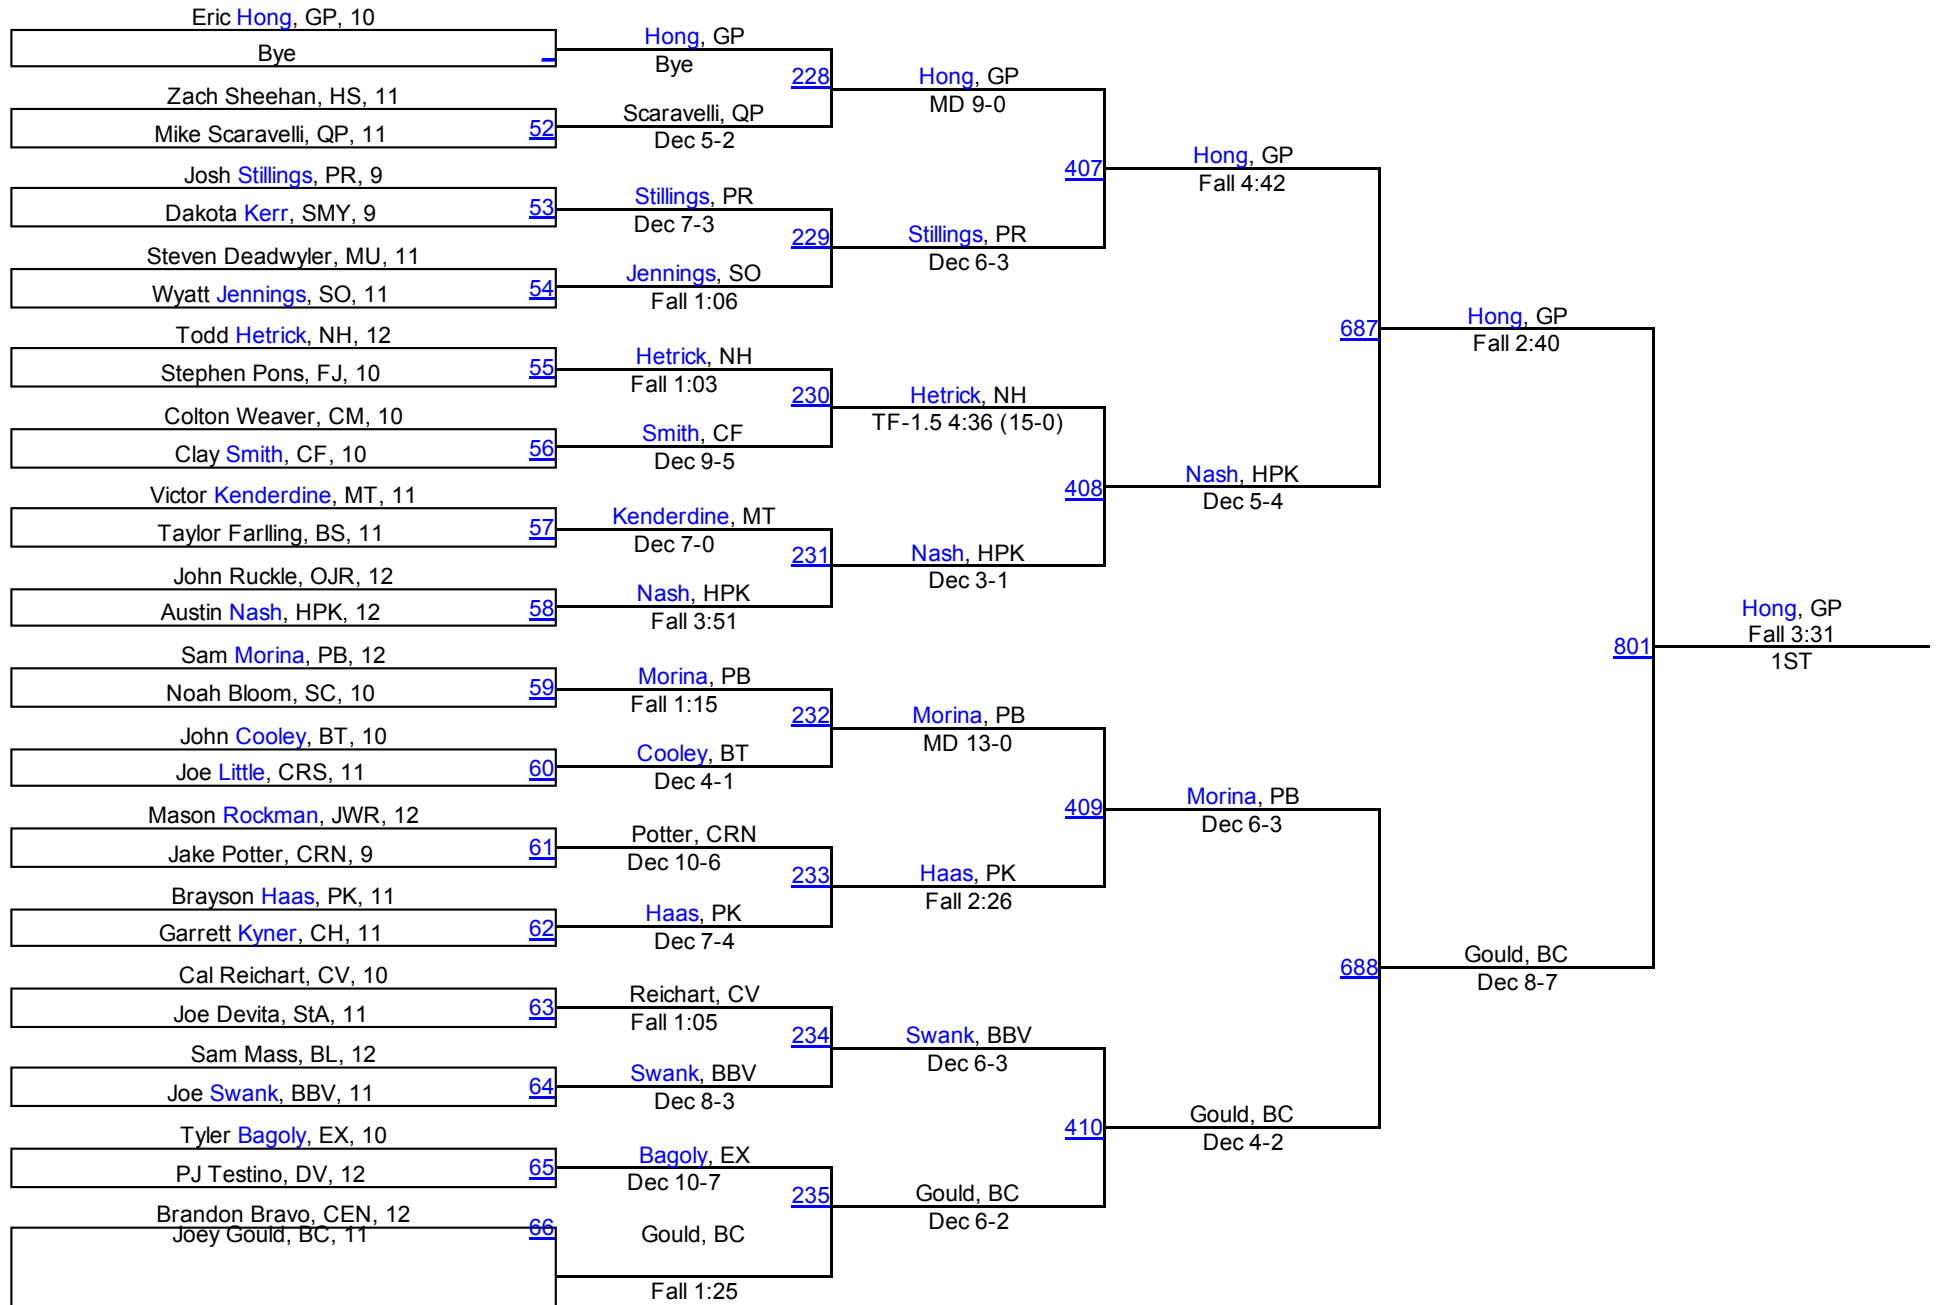 Eric Hong, GP, 10
Bye
Zach Sheehan, HS, 11
Mike Scaravelli, QP, 11
52
Josh Stillings, PR, 9
Dakota Kerr, SMY, 9
53
Steven Deadwyler, MU, 11
Wyatt Jennings, SO, 11
54
Todd Hetrick, NH, 12
Stephen Pons, FJ, 10
55
Colton Weaver, CM, 10
Clay Smith, CF, 10
56
Victor Kenderdine, MT, 11
Taylor Farlling, BS, 11
57
John Ruckle, OJR, 12
Austin Nash, HPK, 12
58
Sam Morina, PB, 12
Noah Bloom, SC, 10
59
John Cooley, BT, 10
Joe Little, CRS, 11
60
Mason Rockman, JWR, 12
Jake Potter, CRN, 9
61
Brayson Haas, PK, 11
Garrett Kyner, CH, 11
62
Cal Reichart, CV, 10
Joe Devita, StA, 11
63
Sam Mass, BL, 12
Joe Swank, BBV, 11
64
Tyler Bagoly, EX, 10
PJ Testino, DV, 12
65
Brandon Bravo, CEN, 12
Joey Gould, BC, 11
66
Hong, GP
Bye
228
Scaravelli, QP
Dec 5-2
Stillings, PR
Dec 7-3
229
Jennings, SO
Fall 1:06
Hetrick, NH
Fall 1:03
230
Smith, CF
Dec 9-5
Kenderdine, MT
Dec 7-0
231
Nash, HPK
Fall 3:51
Morina, PB
Fall 1:15
232
Cooley, BT
Dec 4-1
Potter, CRN
Dec 10-6
233
Haas, PK
Dec 7-4
Reichart, CV
Fall 1:05
234
Swank, BBV
Dec 8-3
Bagoly, EX
Dec 10-7
235
Gould, BC
Fall 1:25
Hong, GP
MD 9-0
407
Stillings, PR
Dec 6-3
Hetrick, NH
TF-1.5 4:36 (15-0)
408
Nash, HPK
Dec 3-1
Morina, PB
MD 13-0
409
Haas, PK
Fall 2:26
Swank, BBV
Dec 6-3
410
Gould, BC
Dec 6-2
Hong, GP
Fall 4:42
687
Nash, HPK
Dec 5-4
Morina, PB
Dec 6-3
688
Gould, BC
Dec 4-2
Hong, GP
Fall 2:40
801
Gould, BC
Dec 8-7
Hong, GP
Fall 3:31
1ST